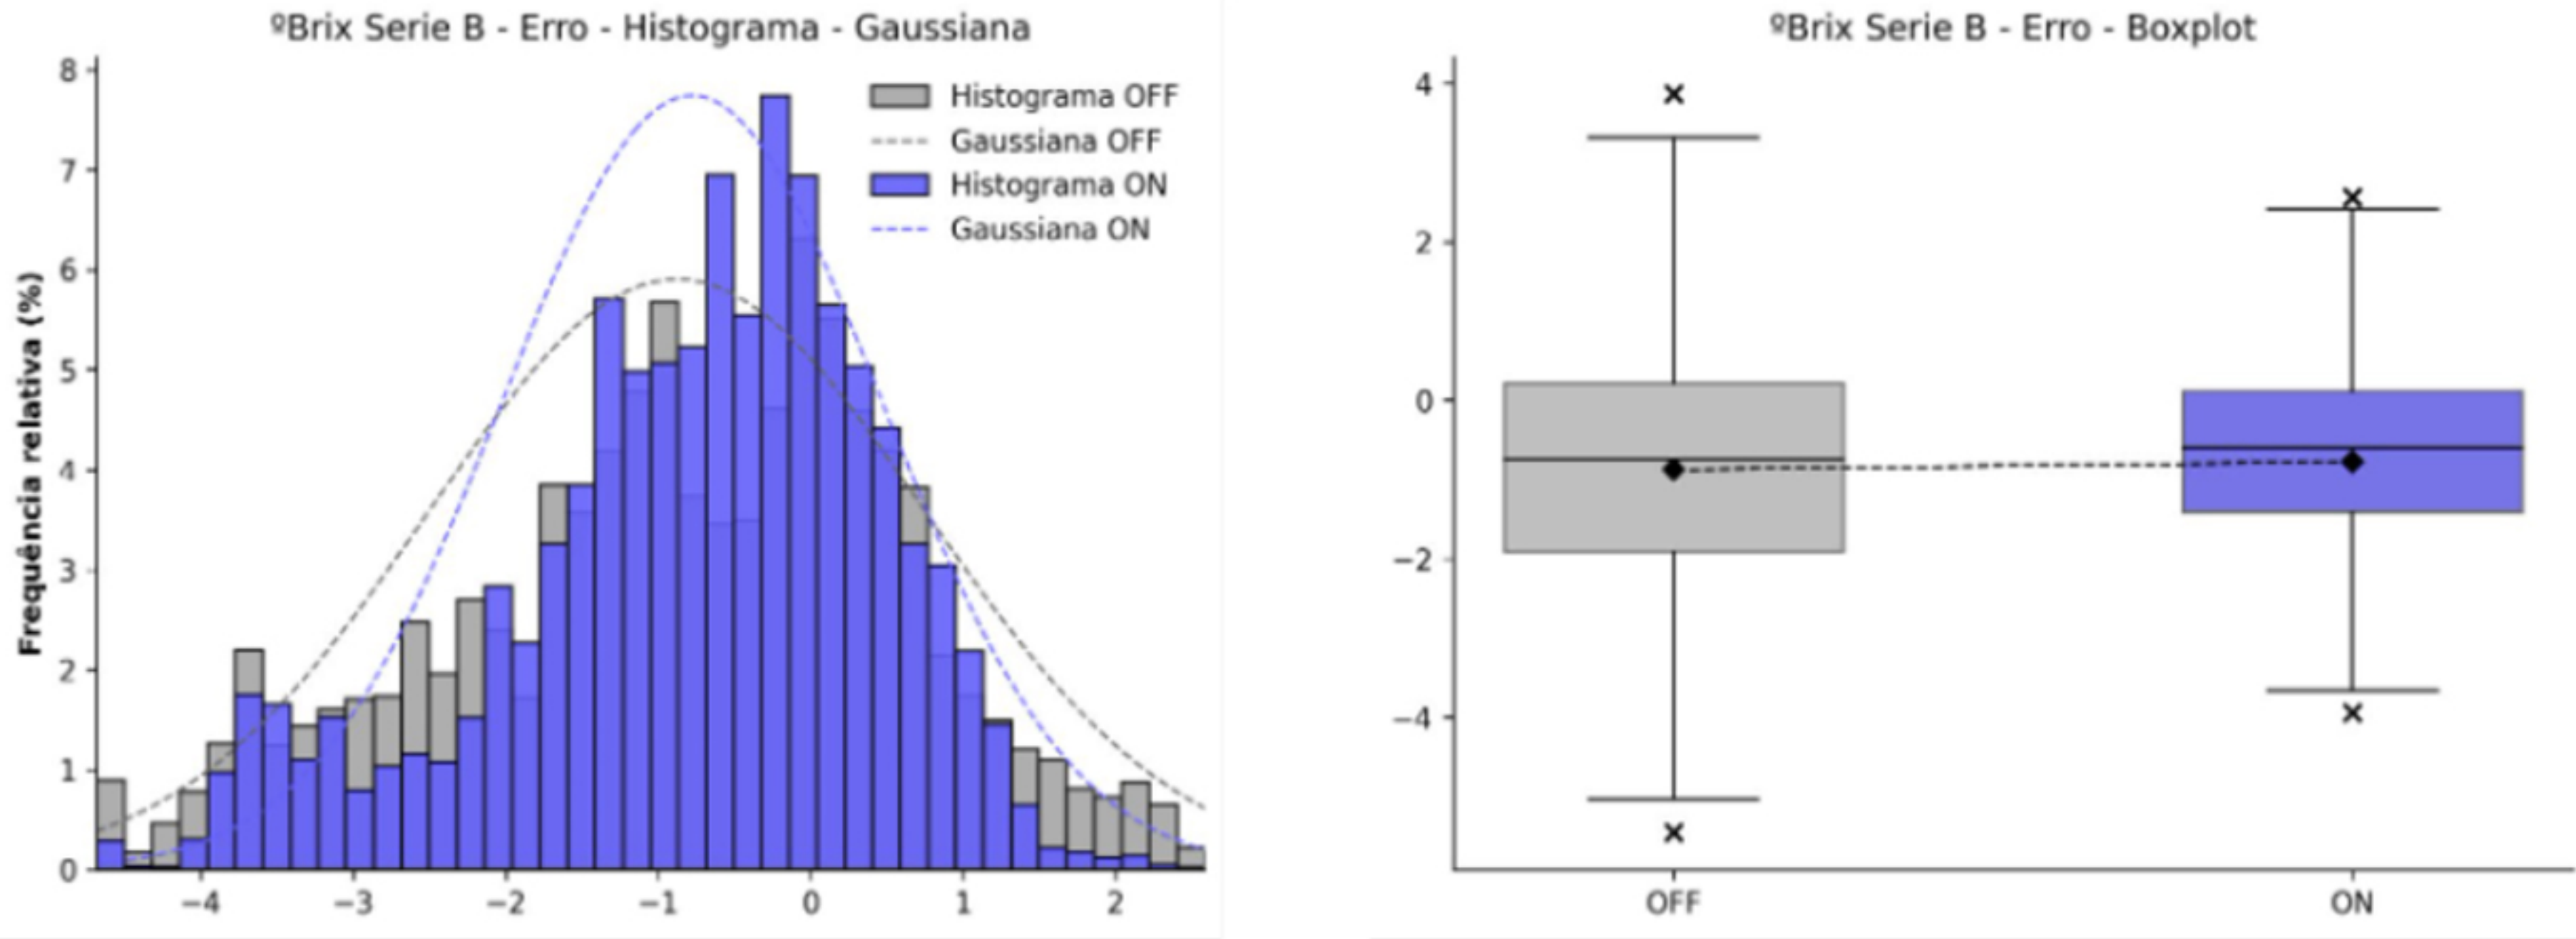 ºBrix Serie B - Erro - Histograma - Gaussiana
Histograma OFF
Gaussiana OFF
Histograma ON
Gaussiana ON
Frequência relativa (%)
8
7
6
5
4
3
2
1
0
−4 −3 −2 −1 0 1 2
ºBrix Serie B - Erro - Boxplot
4
2
0
−2
−4
OFF ON